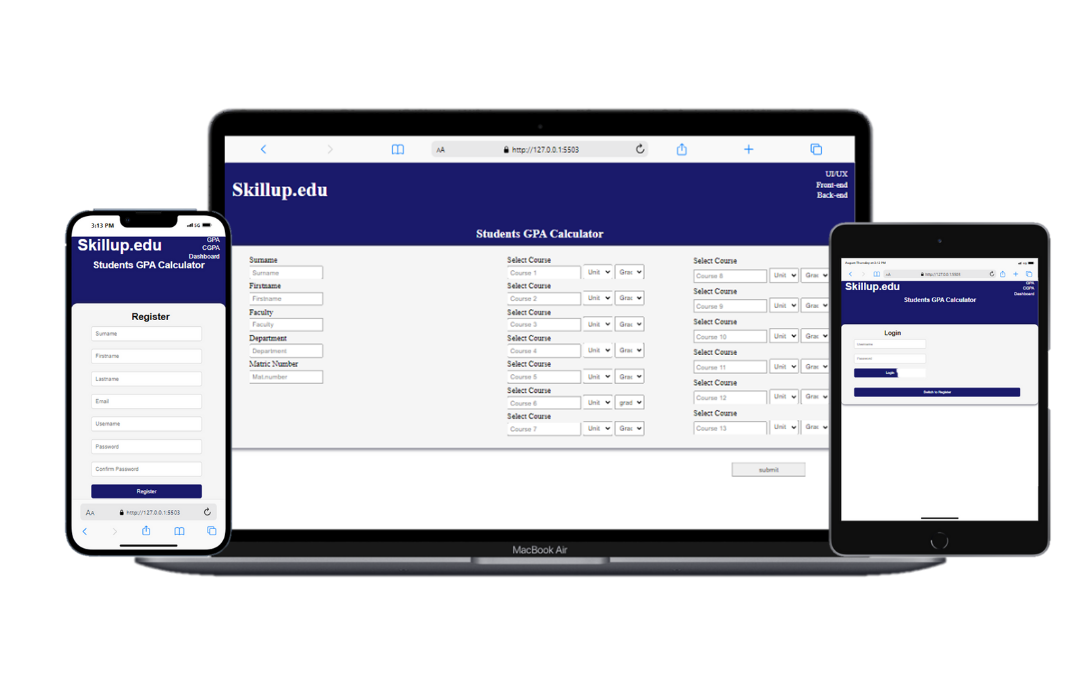 3:13 PM
5G
Skillup.edu
GPA
CGPA
Dashboard
Students GPA Calculator
Register
Surname
Firstname
Lastname
Email
Username
Password
Confirm Password
Register
AA http://127.0.0.1:5503
AA http://127.0.0.1:5503
Skillup.edu
UI/UX
Front-end
Back-end
Students GPA Calculator
Surname
Surname
Firstname
Firstname
Faculty
Faculty
Department
Department
Matric Number
Mat.number
Select Course
Course 1 Unit Grac
Select Course
Course 2 Unit Grac
Select Course
Course 3 Unit Grac
Select Course
Course 4 Unit Grac
Select Course
Course 5 Unit Grac
Select Course
Course 6 Unit grad
Select Course
Course 7 Unit Grac
Select Course
Course 8 Unit Grac
Select Course
Course 9 Unit Grac
Select Course
Course 10 Unit Grac
Select Course
Course 11 Unit Grac
Select Course
Course 12 Unit Grac
Select Course
Course 13 Unit Grac
submit
MacBook Air
http://127.0.0.1:5503
Skillup.edu
GPA
CGPA
Dashboard
Students GPA Calculator
Login
Username
Password
Login
Switch to Register